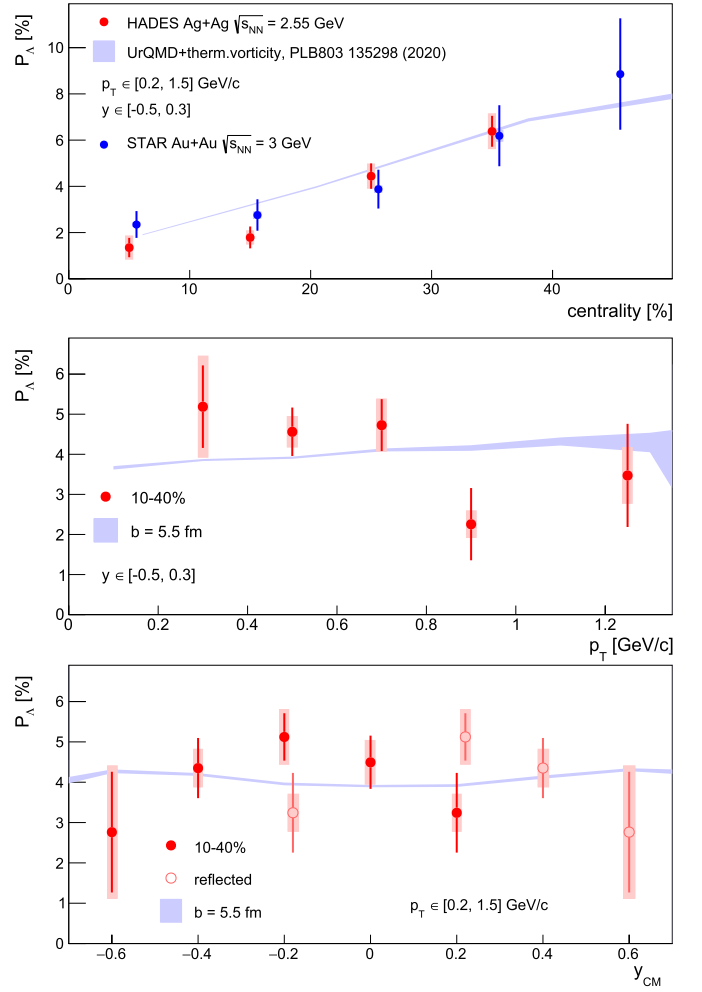 P_Λ [%]
HADES Ag+Ag √s_NN = 2.55 GeV
UrQMD+therm.vorticity, PLB803 135298 (2020)
p_T ∈ [0.2, 1.5] GeV/c
y ∈ [-0.5, 0.3]
STAR Au+Au √s_NN = 3 GeV
10
8
6
4
2
0
0 10 20 30 40
centrality [%]
P_Λ [%]
6
5
4
3
2
1
0
10-40%
b = 5.5 fm
y ∈ [-0.5, 0.3]
0 0.2 0.4 0.6 0.8 1 1.2
p_T [GeV/c]
P_Λ [%]
6
5
4
3
2
1
0
10-40%
reflected
b = 5.5 fm
p_T ∈ [0.2, 1.5] GeV/c
−0.6 −0.4 −0.2 0 0.2 0.4 0.6
y_CM